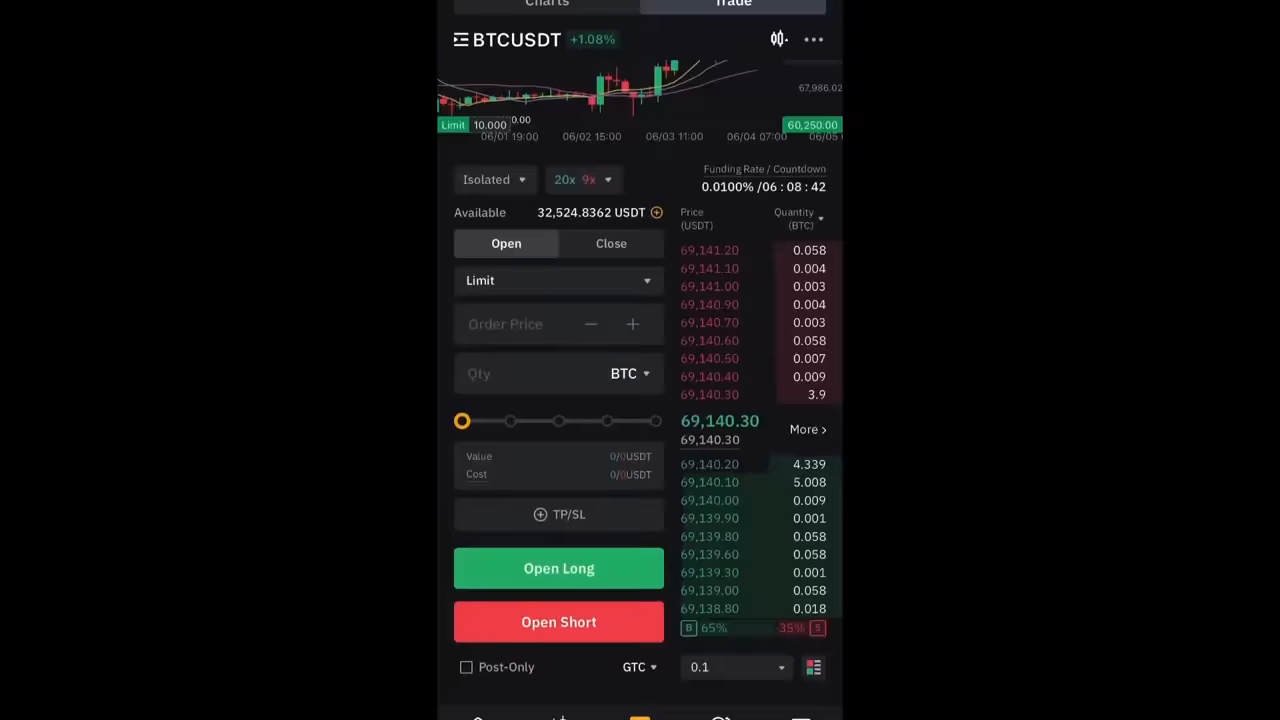 Charts Trade
BTCUSDT +1.08%
67,986.02
Limit 10.000 0.00 60,250.00
06/01 19:00 06/02 15:00 06/03 11:00 06/04 07:00 06/05
Isolated 20x 9x Funding Rate / Countdown
0.0100% /06 : 08 : 42
Available 32,524.8362 USDT
Price (USDT) Quantity (BTC)
Open Close
Limit
Order Price
Qty BTC
Value 0/0USDT
Cost 0/0USDT
TP/SL
Open Long
Open Short
Post-Only GTC
69,141.20 0.058
69,141.10 0.004
69,141.00 0.003
69,140.90 0.004
69,140.70 0.003
69,140.60 0.058
69,140.50 0.007
69,140.40 0.009
69,140.30 3.9
69,140.30
69,140.30
More >
69,140.20 4.339
69,140.10 5.008
69,140.00 0.009
69,139.90 0.001
69,139.80 0.058
69,139.60 0.058
69,139.30 0.001
69,139.00 0.058
69,138.80 0.018
B 65% 35% S
0.1